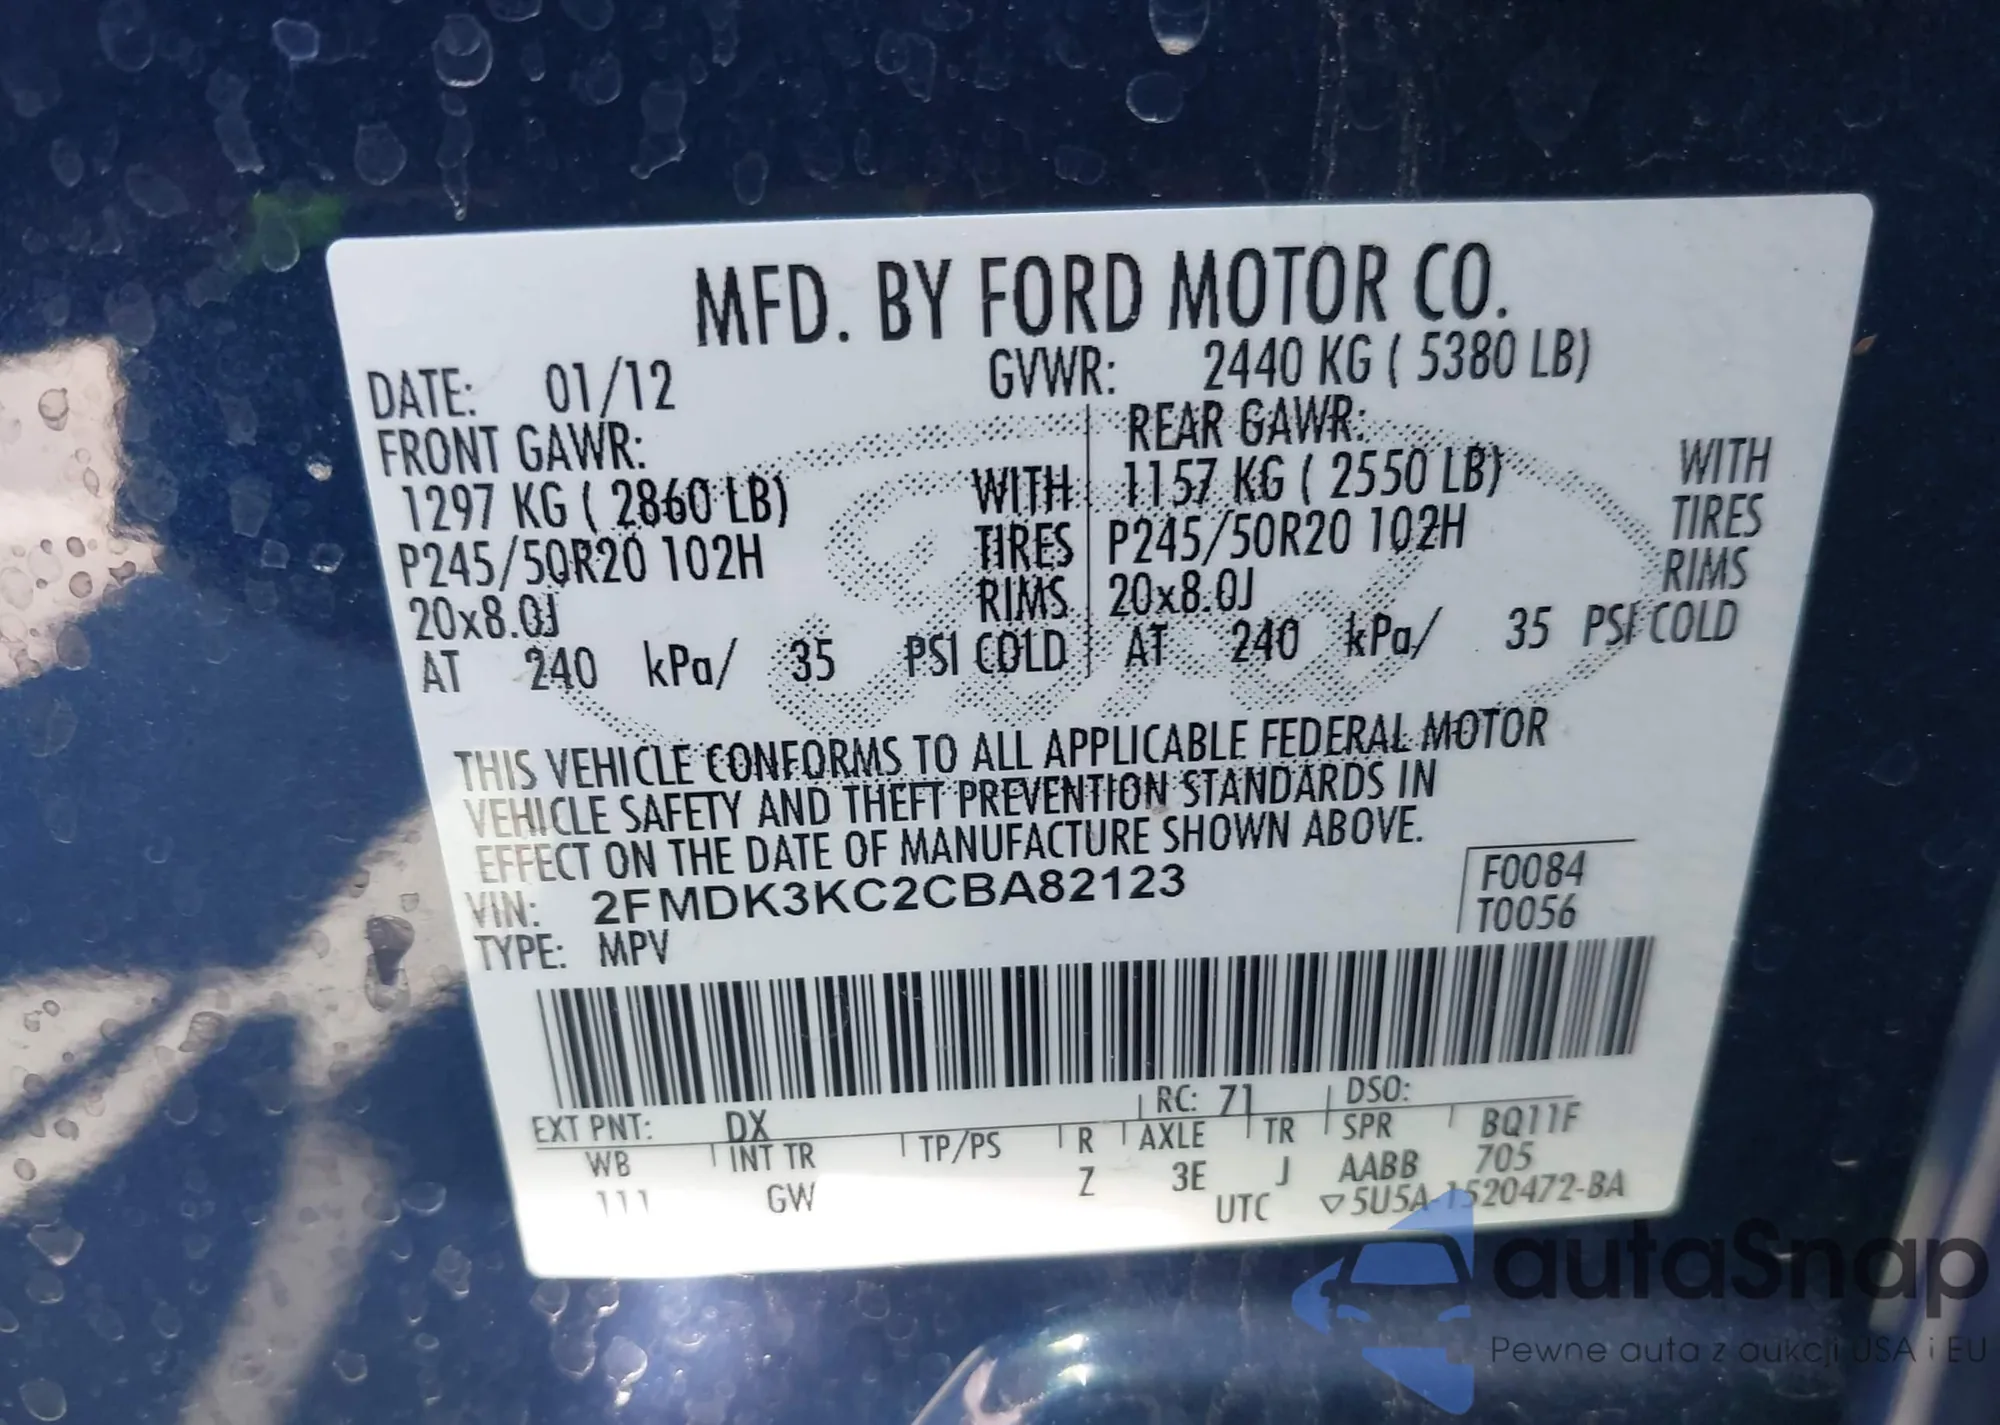 MFD. BY FORD MOTOR CO.
DATE: 01/12 GVWR: 2440 KG ( 5380 LB)
FRONT GAWR: REAR GAWR:
1297 KG ( 2860 LB) WITH 1157 KG ( 2550 LB) WITH
P245/50R20 102H TIRES P245/50R20 102H TIRES
20x8.0J RIMS 20x8.0J RIMS
AT 240 kPa/ 35 PSI COLD AT 240 kPa/ 35 PSI COLD
THIS VEHICLE CONFORMS TO ALL APPLICABLE FEDERAL MOTOR
VEHICLE SAFETY AND THEFT PREVENTION STANDARDS IN
EFFECT ON THE DATE OF MANUFACTURE SHOWN ABOVE.
VIN: 2FMDK3KC2CBA82123 F0084
TYPE: MPV T0056
EXT PNT: DX RC: 71 DSO:
WB INT TR TP/PS R AXLE TR SPR BQ11F
111 GW Z 3E J AABB 705
UTC ▽5U5A-1520472-BA
autoSnap
Pewne auta z aukcji USA i EU